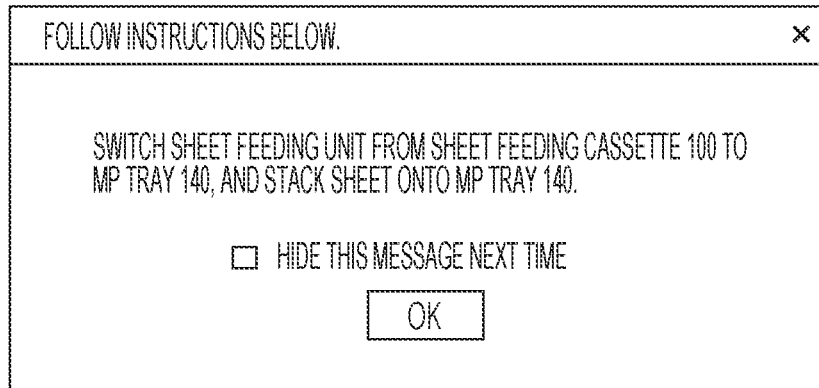 FOLLOW INSTRUCTIONS BELOW. ×
SWITCH SHEET FEEDING UNIT FROM SHEET FEEDING CASSETTE 100 TO
MP TRAY 140, AND STACK SHEET ONTO MP TRAY 140.
HIDE THIS MESSAGE NEXT TIME
OK